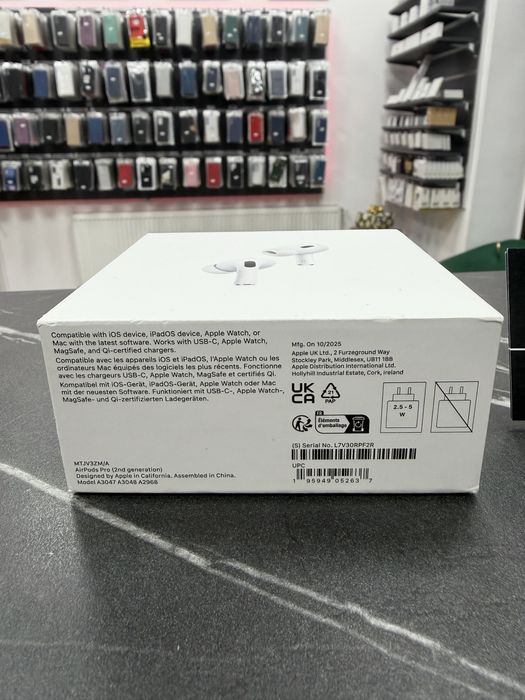 Compatible with iOS device, iPadOS device, Apple Watch, or
Mac with the latest software. Works with USB-C, Apple Watch,
MagSafe, and Qi-certified chargers.
Compatible avec les appareils iOS et iPadOS, l'Apple Watch ou les
ordinateurs Mac équipés des logiciels les plus récents. Fonctionne
avec les chargeurs USB-C, Apple Watch, MagSafe et certifiés Qi.
Kompatibel mit iOS-Gerät, iPadOS-Gerät, Apple Watch oder Mac
mit der neuesten Software. Funktioniert mit USB-C-, Apple Watch-,
MagSafe- und Qi-zertifizierten Ladegeräten.
MTJV3ZM/A
AirPods Pro (2nd generation)
Designed by Apple in California. Assembled in China.
Model A3047 A3048 A2968
Mfg. On 10/2025
Apple UK Ltd., 2 Furzeground Way
Stockley Park, Middlesex, UB11 1BB
Apple Distribution International Ltd.
Hollyhill Industrial Estate, Cork, Ireland
UK
CA
21
PAP
2.5 - 5
W
FR
Éléments
d'emballage
(S) Serial No. L7V30RPF2R
UPC
1 95949 05263 7